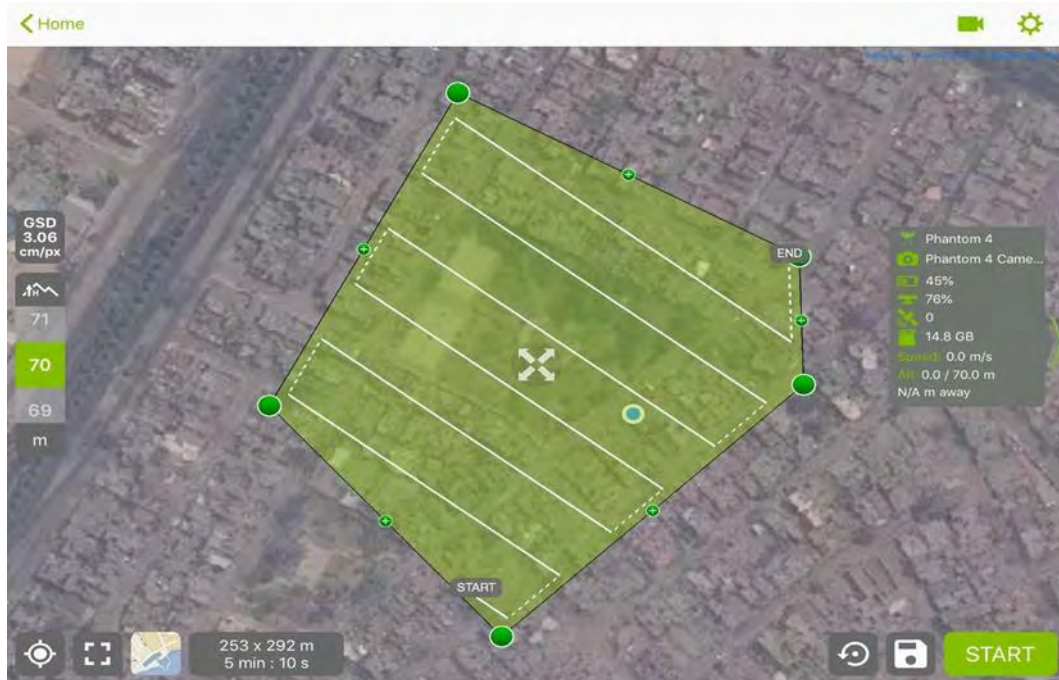 Home
GSD
3.06
cm/px
71
70
69
m
END
START
Phantom 4
Phantom 4 Came...
45%
76%
0
14.8 GB
Speed: 0.0 m/s
Alt: 0.0 / 70.0 m
N/A m away
253 x 292 m
5 min : 10 s
START